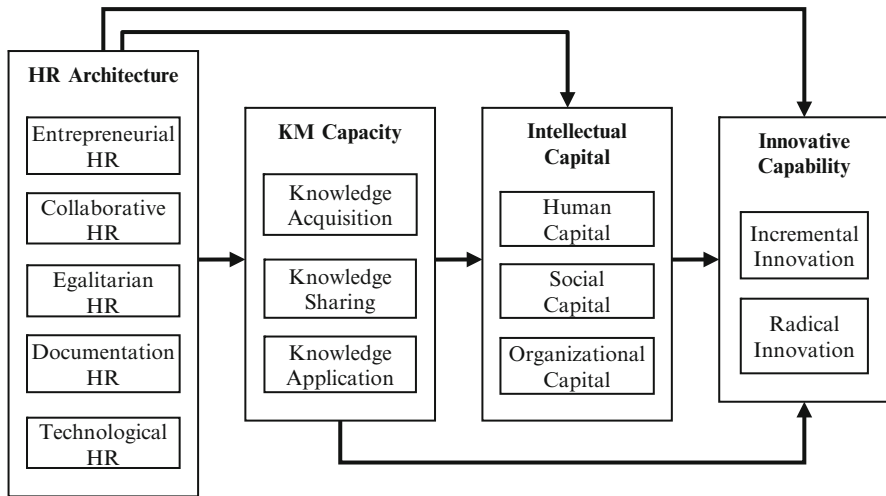 HR Architecture
Entrepreneurial
HR
Collaborative
HR
Egalitarian
HR
Documentation
HR
Technological
HR
KM Capacity
Knowledge
Acquisition
Knowledge
Sharing
Knowledge
Application
Intellectual
Capital
Human
Capital
Social
Capital
Organizational
Capital
Innovative
Capability
Incremental
Innovation
Radical
Innovation